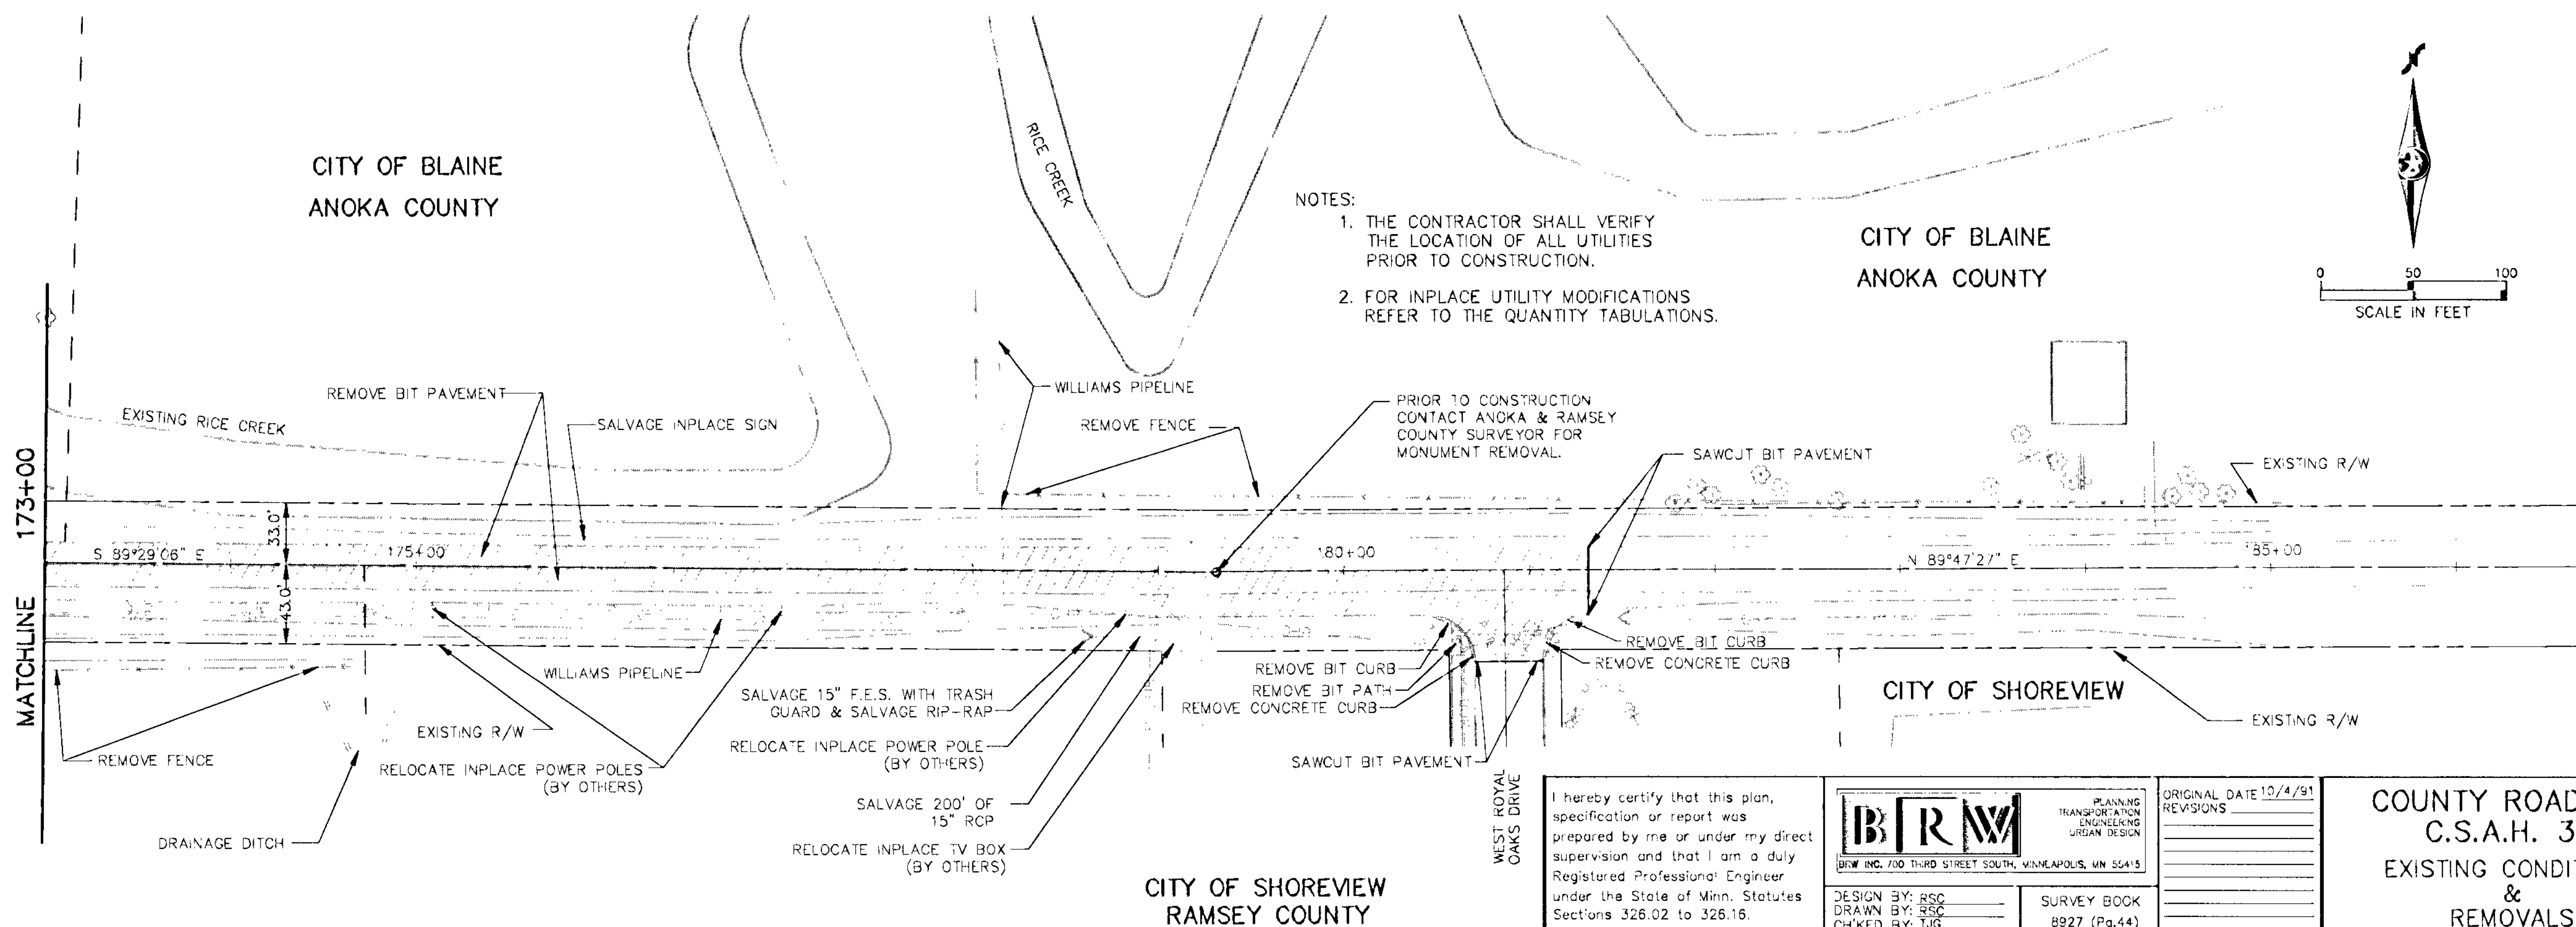 CITY OF BLAINE
ANOKA COUNTY
RICE CREEK
NOTES:
1. THE CONTRACTOR SHALL VERIFY
THE LOCATION OF ALL UTILITIES
PRIOR TO CONSTRUCTION.
2. FOR INPLACE UTILITY MODIFICATIONS
REFER TO THE QUANTITY TABULATIONS.
CITY OF BLAINE
ANOKA COUNTY
0 50 100
SCALE IN FEET
REMOVE BIT PAVEMENT
EXISTING RICE CREEK
SALVAGE INPLACE SIGN
WILLIAMS PIPELINE
REMOVE FENCE
PRIOR TO CONSTRUCTION
CONTACT ANOKA & RAMSEY
COUNTY SURVEYOR FOR
MONUMENT REMOVAL.
SAWCUT BIT PAVEMENT
EXISTING R/W
MATCHLINE 173+00
33.0'
S 89°29'06" E
175+00
180+00
N 89°47'27" E
185+00
43.0'
WILLIAMS PIPELINE
SALVAGE 15" F.E.S. WITH TRASH
GUARD & SALVAGE RIP-RAP
REMOVE BIT CURB
REMOVE BIT PATH
REMOVE CONCRETE CURB
REMOVE BIT CURB
REMOVE CONCRETE CURB
CITY OF SHOREVIEW
EXISTING R/W
EXISTING R/W
REMOVE FENCE
RELOCATE INPLACE POWER POLES
(BY OTHERS)
RELOCATE INPLACE POWER POLE
(BY OTHERS)
SAWCUT BIT PAVEMENT
DRAINAGE DITCH
SALVAGE 200' OF
15" RCP
RELOCATE INPLACE TV BOX
(BY OTHERS)
WEST ROYAL
OAKS DRIVE
CITY OF SHOREVIEW
RAMSEY COUNTY
I hereby certify that this plan,
specification or report was
prepared by me or under my direct
supervision and that I am a duly
Registered Professional Engineer
under the State of Minn. Statutes
Sections 326.02 to 326.16.
BRW
PLANNING
TRANSPORTATION
ENGINEERING
URBAN DESIGN
BRW INC. 700 THIRD STREET SOUTH, MINNEAPOLIS, MN 55415
DESIGN BY: RSC
DRAWN BY: RSC
CH'KED BY: TJG
SURVEY BOOK
8927 (Pg.44)
ORIGINAL DATE 10/4/91
REVISIONS
COUNTY ROAD
C.S.A.H. 3
EXISTING CONDIT
&
REMOVALS